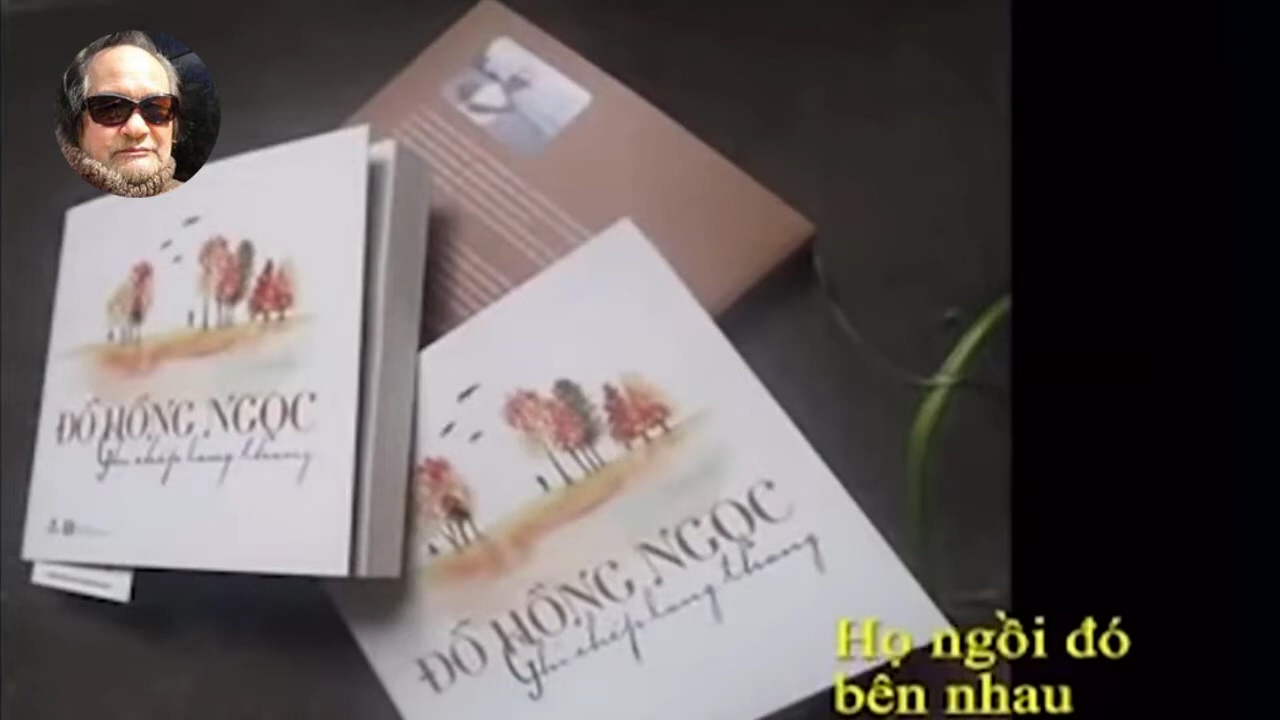 ĐỖ HỒNG NGỌC
Ghi chép lang thang
ĐỖ HỒNG NGỌC
Ghi chép lang thang
Họ ngồi đó
bên nhau